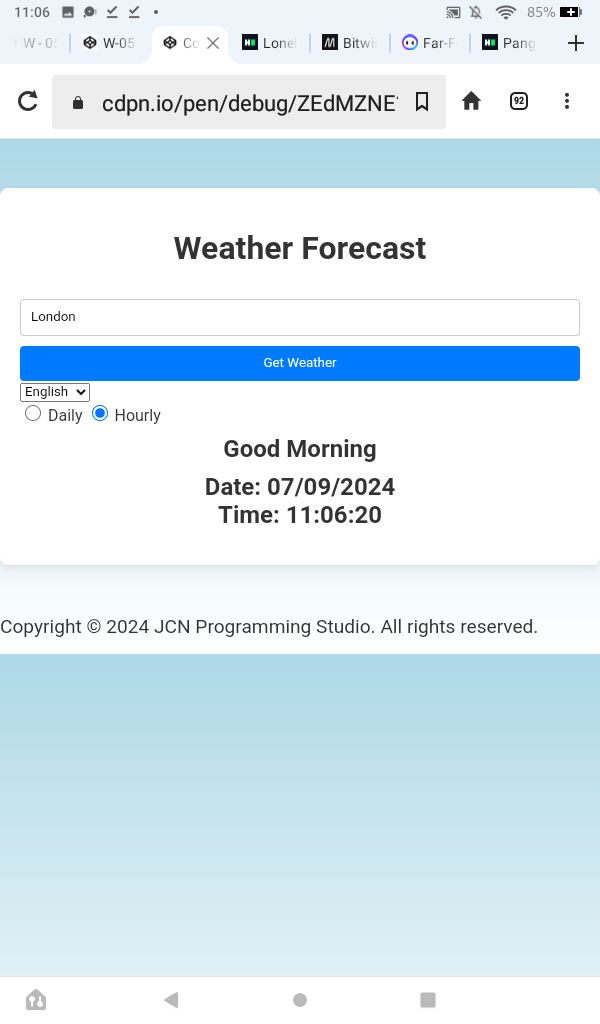 11:06 85%
W - 05 W-05 Co Lonel Bitwi Far-F Pang
cdpn.io/pen/debug/ZEdMZNE 92
Weather Forecast
London
Get Weather
English
Daily Hourly
Good Morning
Date: 07/09/2024
Time: 11:06:20
Copyright © 2024 JCN Programming Studio. All rights reserved.